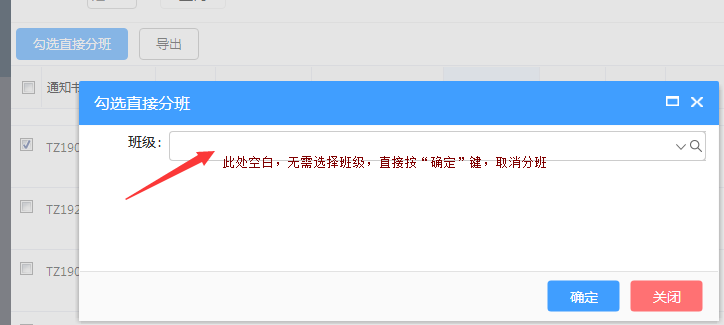 勾选直接分班 导出
通知书
勾选直接分班
班级：
此处空白，无需选择班级，直接按“确定”键，取消分班
TZ190
TZ192
TZ190
确定 关闭